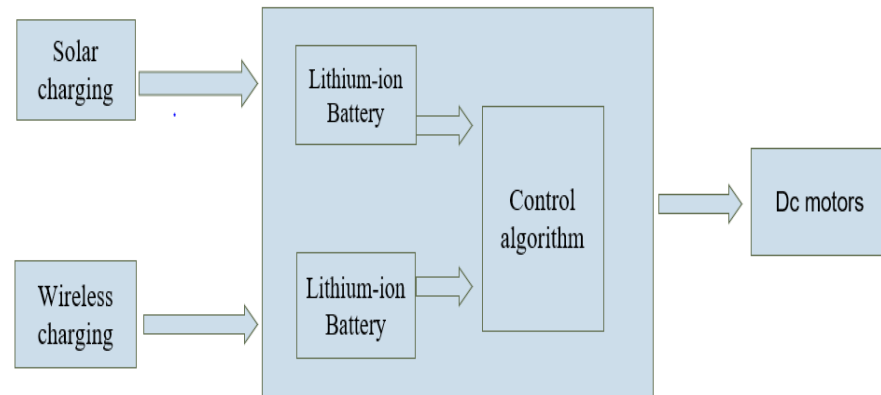 Solar
charging
Lithium-ion
Battery
Control
algorithm
Dc motors
Wireless
charging
Lithium-ion
Battery